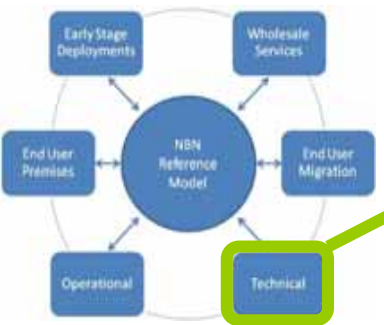 Early Stage
Deployments
Wholesale
Services
End User
Premises
NBN
Reference
Model
End User
Migration
Operational
Technical